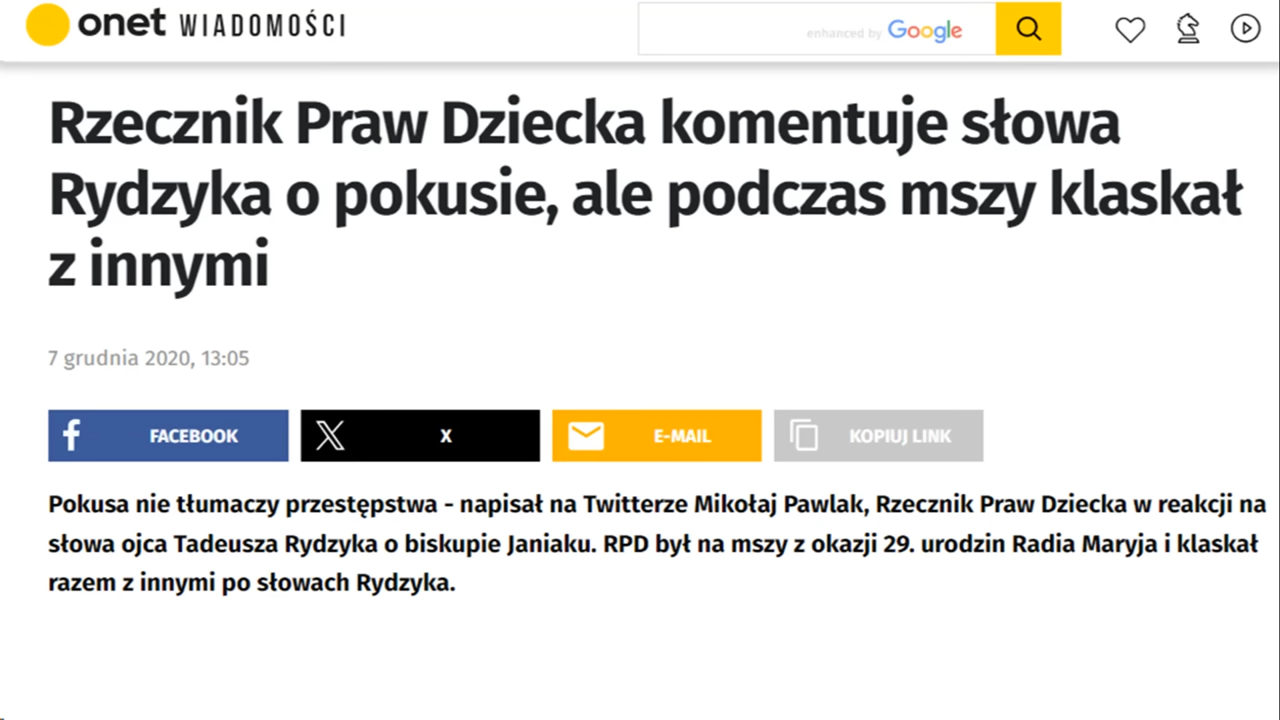 onet WIADOMOŚCI
enhanced by Google
Rzecznik Praw Dziecka komentuje słowa
Rydzyka o pokusie, ale podczas mszy klaskał
z innymi
7 grudnia 2020, 13:05
FACEBOOK
X
E-MAIL
KOPIUJ LINK
Pokusa nie tłumaczy przestępstwa - napisał na Twitterze Mikołaj Pawlak, Rzecznik Praw Dziecka w reakcji na
słowa ojca Tadeusza Rydzyka o biskupie Janiaku. RPD był na mszy z okazji 29. urodzin Radia Maryja i klaskał
razem z innymi po słowach Rydzyka.